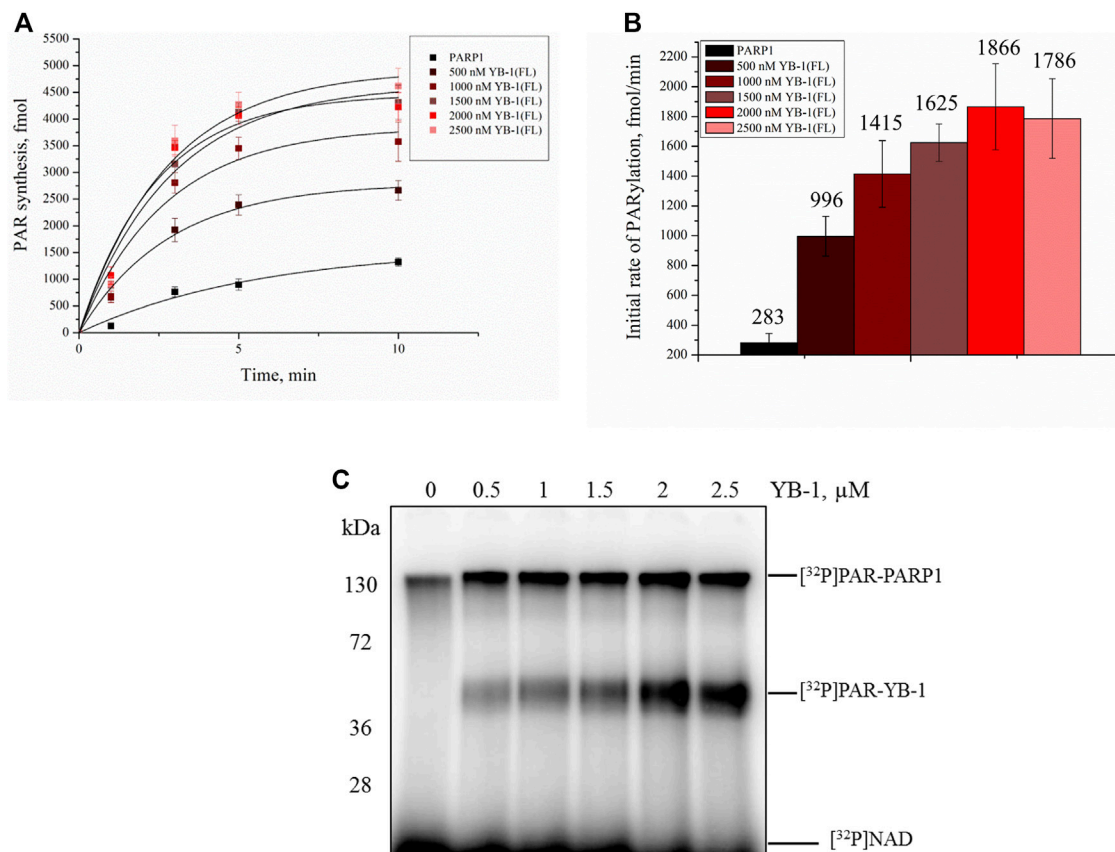 A
PAR synthesis, fmol
5500
5000
4500
4000
3500
3000
2500
2000
1500
1000
500
0
0
5
10
Time, min
PARP1
500 nM YB-1(FL)
1000 nM YB-1(FL)
1500 nM YB-1(FL)
2000 nM YB-1(FL)
2500 nM YB-1(FL)
B
Initial rate of PARylation, fmol/min
2200
2000
1800
1600
1400
1200
1000
800
600
400
200
PARP1
500 nM YB-1(FL)
1000 nM YB-1(FL)
1500 nM YB-1(FL)
2000 nM YB-1(FL)
2500 nM YB-1(FL)
283
996
1415
1625
1866
1786
C
0 0.5 1 1.5 2 2.5 YB-1, µM
kDa
130
72
36
28
[³²P]PAR-PARP1
[³²P]PAR-YB-1
[³²P]NAD